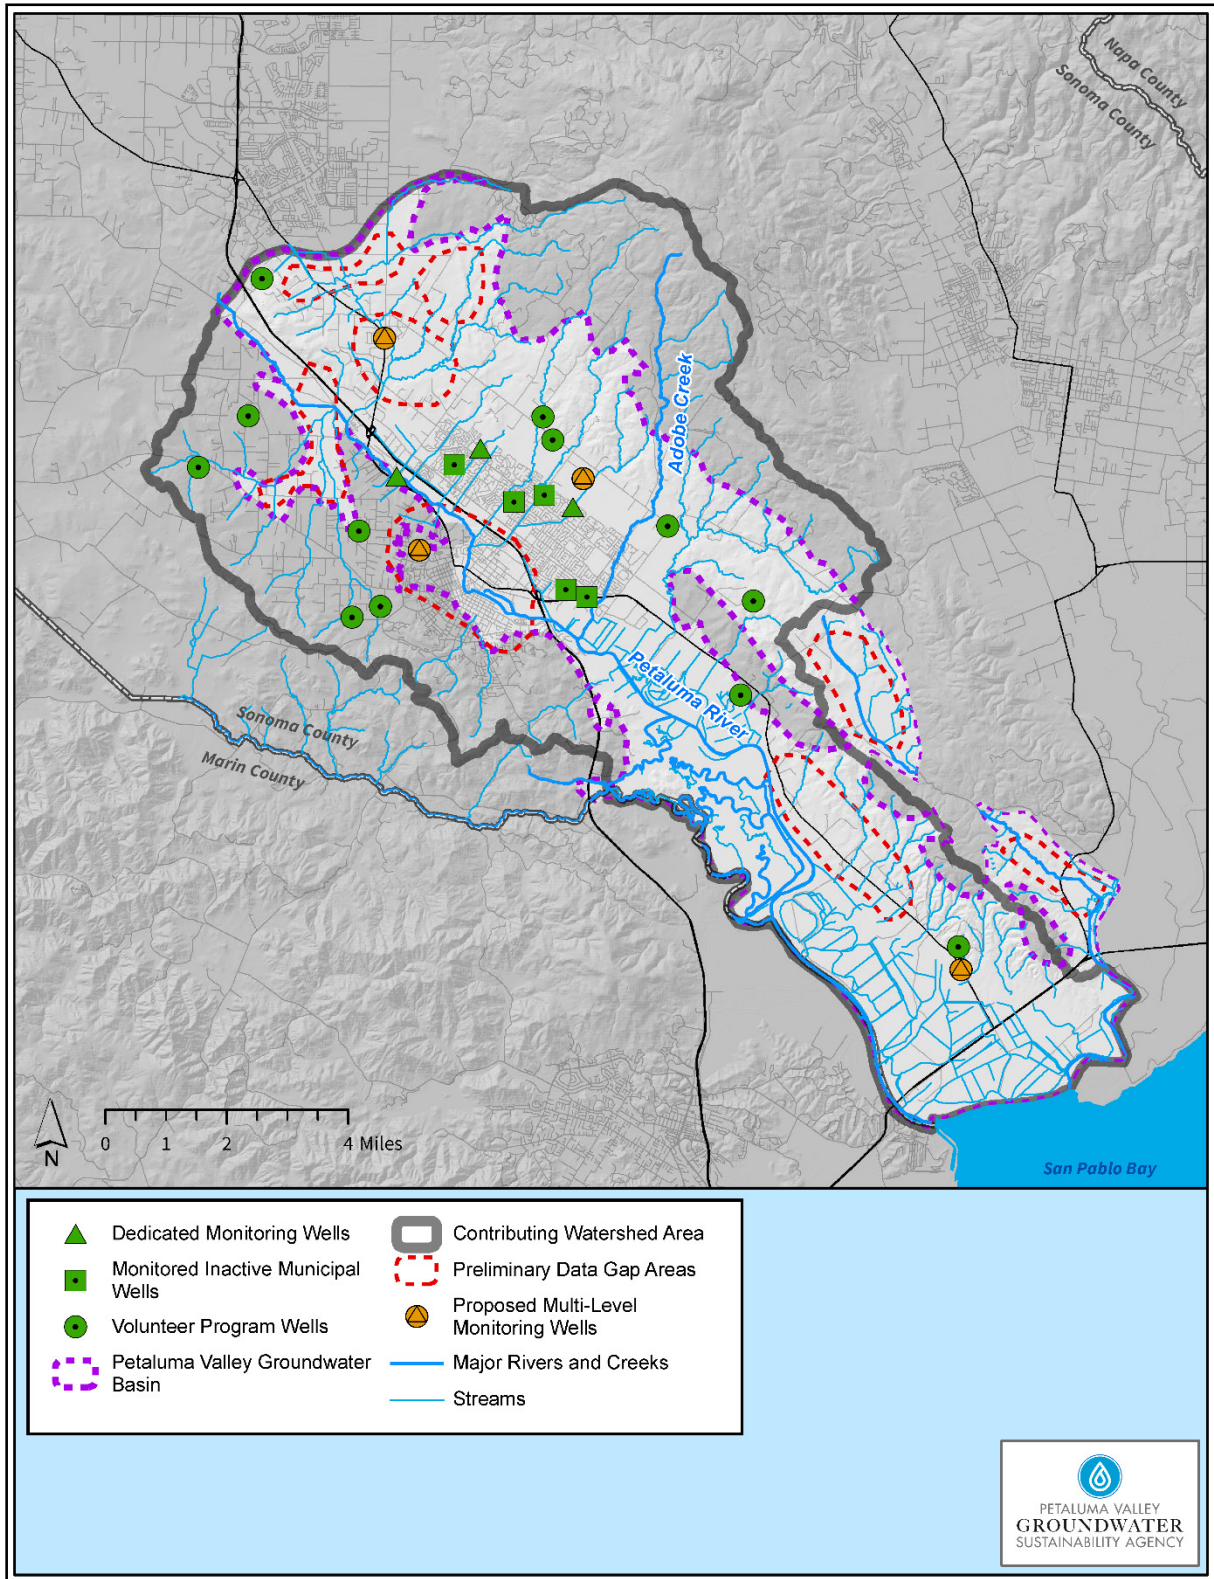 Napa County
Sonoma County
Adobe Creek
Petaluma River
Sonoma County
Marin County
N
0 1 2 4 Miles
San Pablo Bay
Dedicated Monitoring Wells
Monitored Inactive Municipal
Wells
Volunteer Program Wells
Petaluma Valley Groundwater
Basin
Contributing Watershed Area
Preliminary Data Gap Areas
Proposed Multi-Level
Monitoring Wells
Major Rivers and Creeks
Streams
PETALUMA VALLEY
GROUNDWATER
SUSTAINABILITY AGENCY